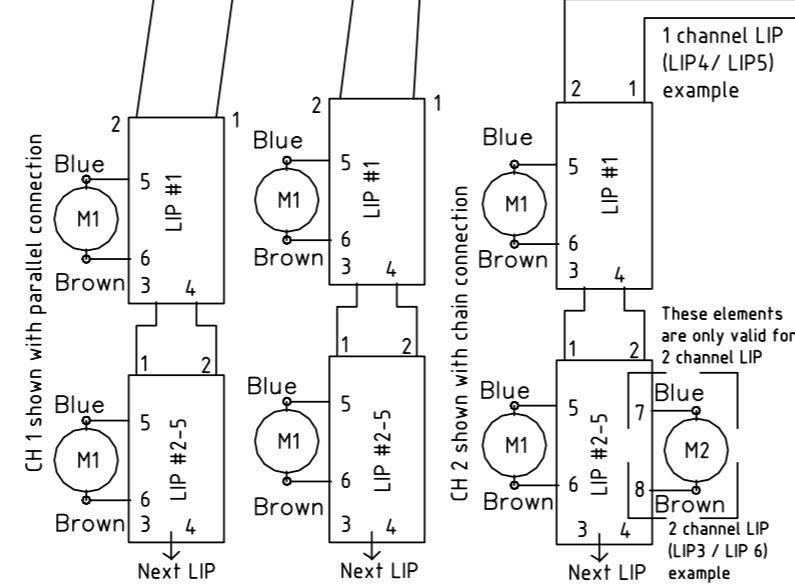 CH 1 shown with parallel connection
2
1
Blue
5
M1
LIP #1
6
Brown
3
4
1
2
Blue
5
M1
LIP #2-5
6
Brown
3
4
Next LIP
2
1
Blue
5
M1
LIP #1
6
Brown
3
4
1
2
Blue
5
M1
LIP #2-5
6
Brown
3
4
Next LIP
CH 2 shown with chain connection
1 channel LIP
(LIP4/ LIP5)
example
2
1
Blue
5
M1
LIP #1
6
Brown
3
4
These elements
are only valid for
2 channel LIP
1
2
Blue
5
M1
LIP #2-5
7
Blue
M2
6
8
Brown
Brown
3
4
2 channel LIP
(LIP3 / LIP 6)
example
Next LIP